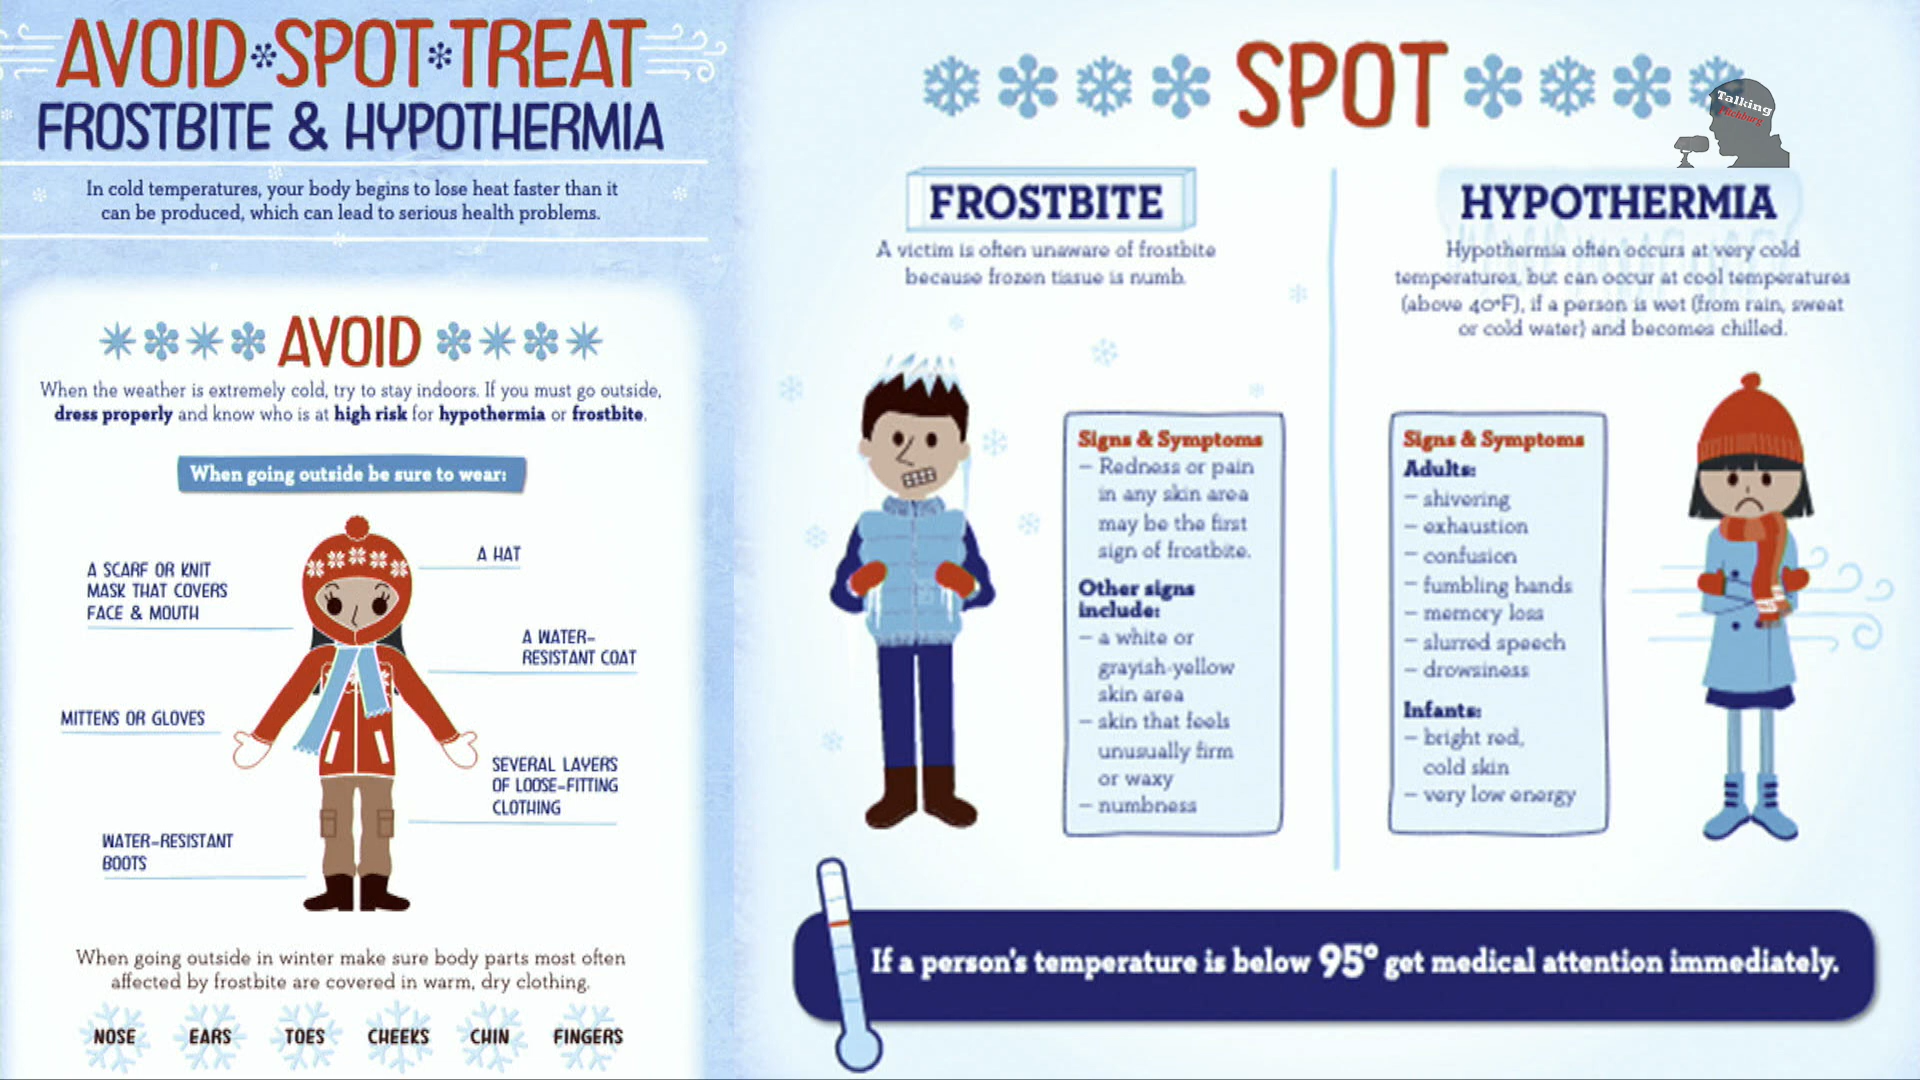 AVOID*SPOT*TREAT
FROSTBITE & HYPOTHERMIA
In cold temperatures, your body begins to lose heat faster than it
can be produced, which can lead to serious health problems.
AVOID
When the weather is extremely cold, try to stay indoors. If you must go outside,
dress properly and know who is at high risk for hypothermia or frostbite.
When going outside be sure to wear:
A HAT
A SCARF OR KNIT
MASK THAT COVERS
FACE & MOUTH
A WATER-
RESISTANT COAT
MITTENS OR GLOVES
SEVERAL LAYERS
OF LOOSE-FITTING
CLOTHING
WATER-RESISTANT
BOOTS
When going outside in winter make sure body parts most often
affected by frostbite are covered in warm, dry clothing.
NOSE EARS TOES CHEEKS CHIN FINGERS
SPOT
Talking
Fitchburg
FROSTBITE
A victim is often unaware of frostbite
because frozen tissue is numb.
Signs & Symptoms
– Redness or pain
in any skin area
may be the first
sign of frostbite.
Other signs
include:
– a white or
grayish-yellow
skin area
– skin that feels
unusually firm
or waxy
– numbness
HYPOTHERMIA
Hypothermia often occurs at very cold
temperatures, but can occur at cool temperatures
(above 40°F), if a person is wet (from rain, sweat
or cold water) and becomes chilled.
Signs & Symptoms
Adults:
– shivering
– exhaustion
– confusion
– fumbling hands
– memory loss
– slurred speech
– drowsiness
Infants:
– bright red,
cold skin
– very low energy
If a person's temperature is below 95° get medical attention immediately.